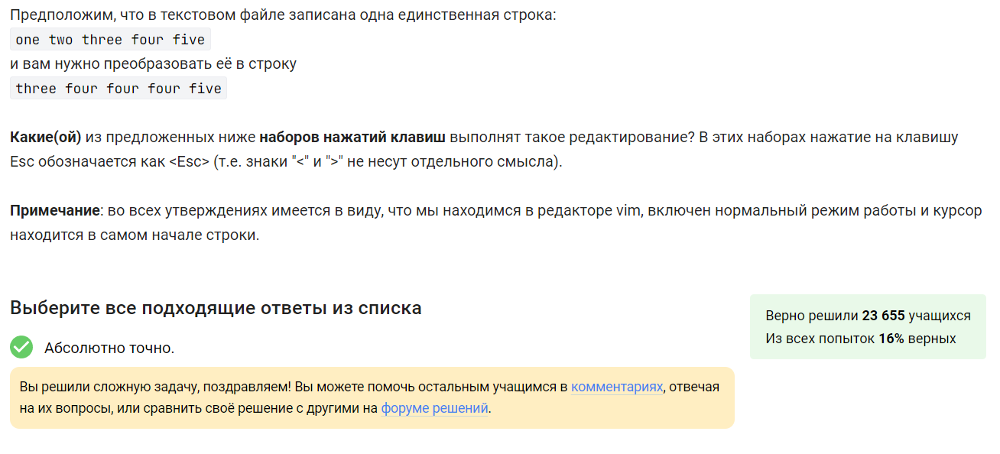 Предположим, что в текстовом файле записана одна единственная строка:
one two three four five
и вам нужно преобразовать её в строку
three four four four five
Какие(ой) из предложенных ниже наборов нажатий клавиш выполнят такое редактирование? В этих наборах нажатие на клавишу
Esc обозначается как <Esc> (т.е. знаки "<" и ">" не несут отдельного смысла).
Примечание: во всех утверждениях имеется в виду, что мы находимся в редакторе vim, включен нормальный режим работы и курсор
находится в самом начале строки.
Выберите все подходящие ответы из списка
Верно решили 23 655 учащихся
Из всех попыток 16% верных
Абсолютно точно.
Вы решили сложную задачу, поздравляем! Вы можете помочь остальным учащимся в комментариях, отвечая
на их вопросы, или сравнить своё решение с другими на форуме решений.